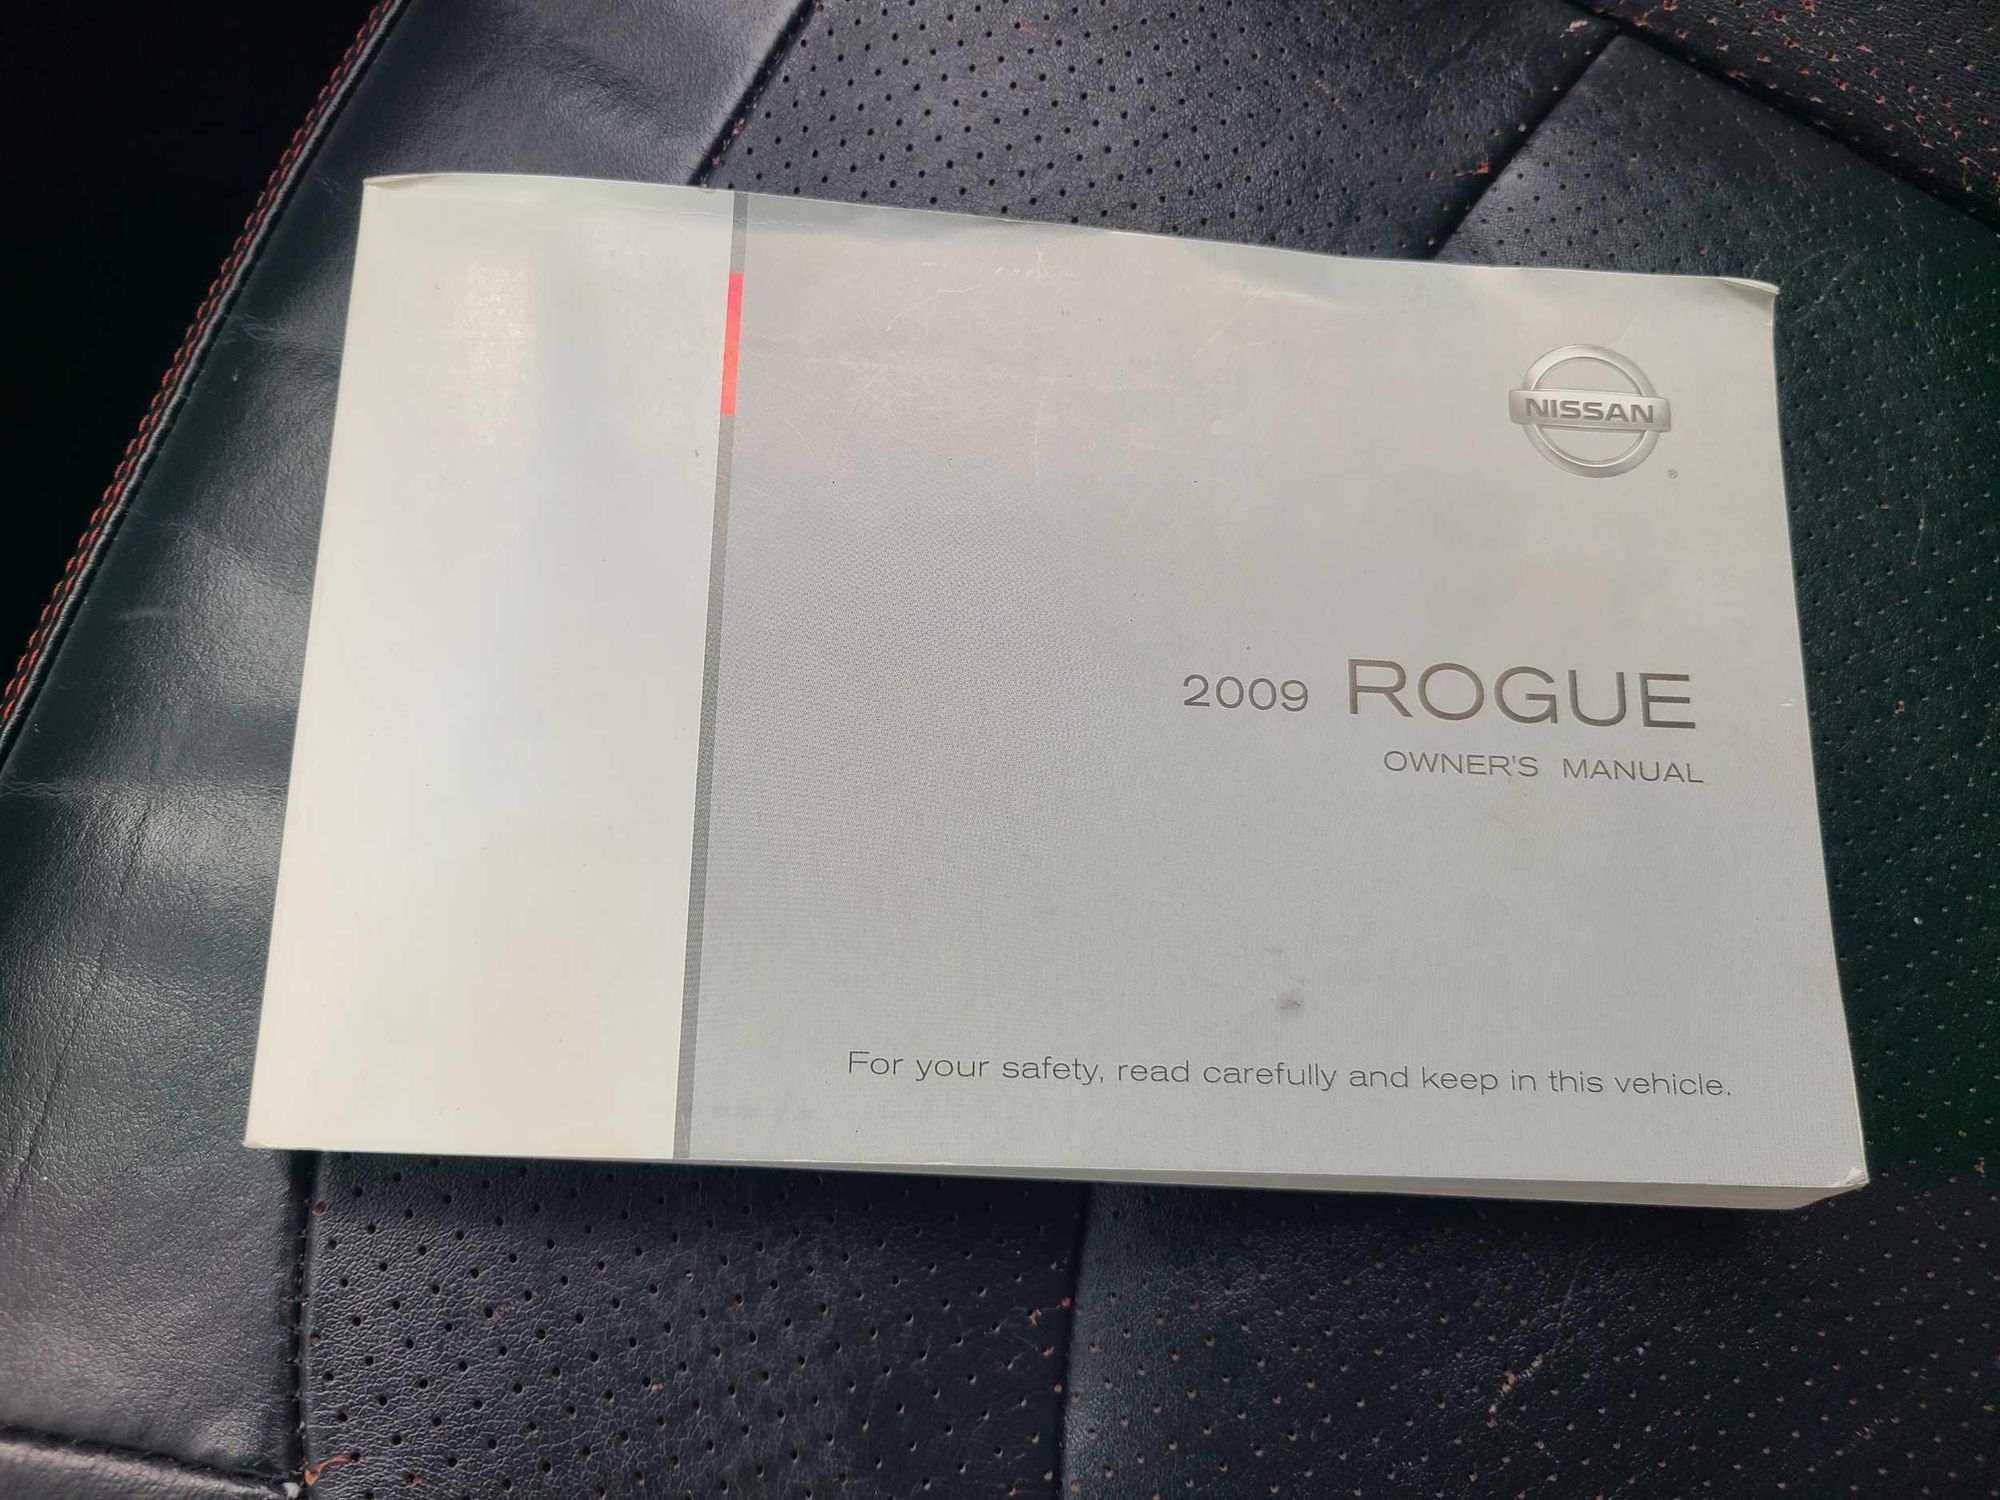 NISSAN
®
2009 ROGUE
OWNER'S MANUAL
For your safety, read carefully and keep in this vehicle.